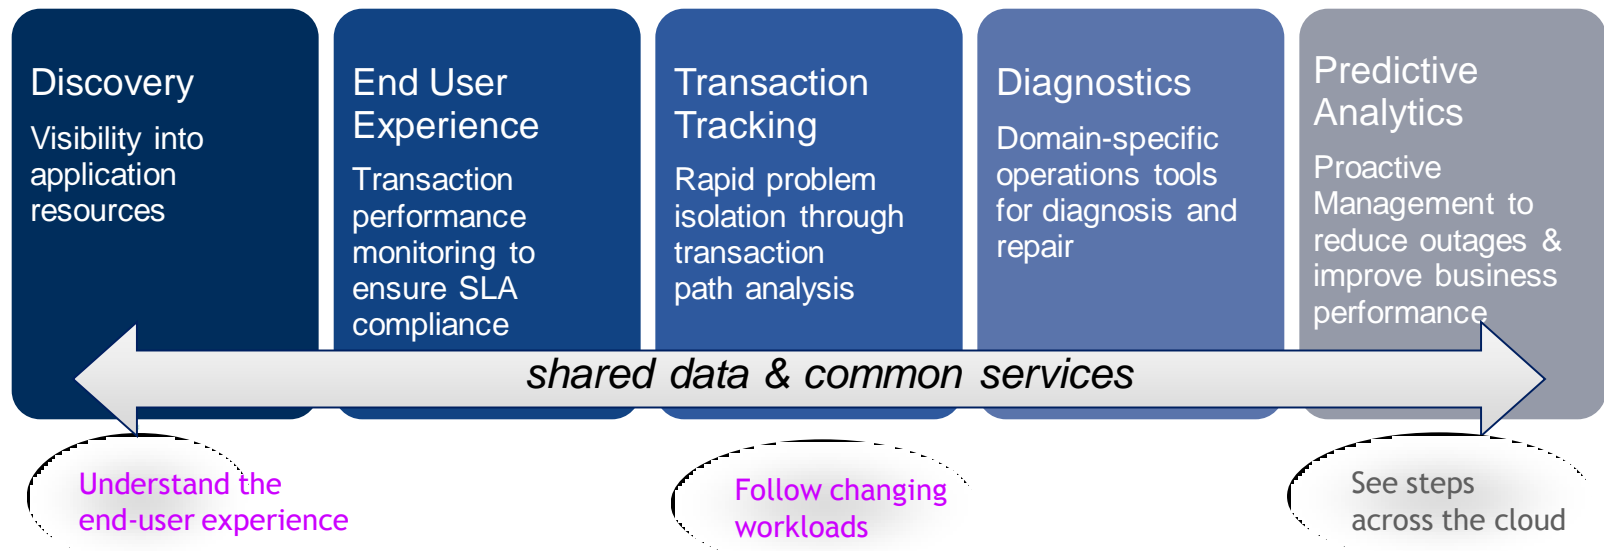 Discovery
Visibility into
application
resources
End User
Experience
Transaction
performance
monitoring to
ensure SLA
compliance
Transaction
Tracking
Rapid problem
isolation through
transaction
path analysis
Diagnostics
Domain-specific
operations tools
for diagnosis and
repair
Predictive
Analytics
Proactive
Management to
reduce outages &
improve business
performance
shared data & common services
Understand the
end-user experience
Follow changing
workloads
See steps
across the cloud